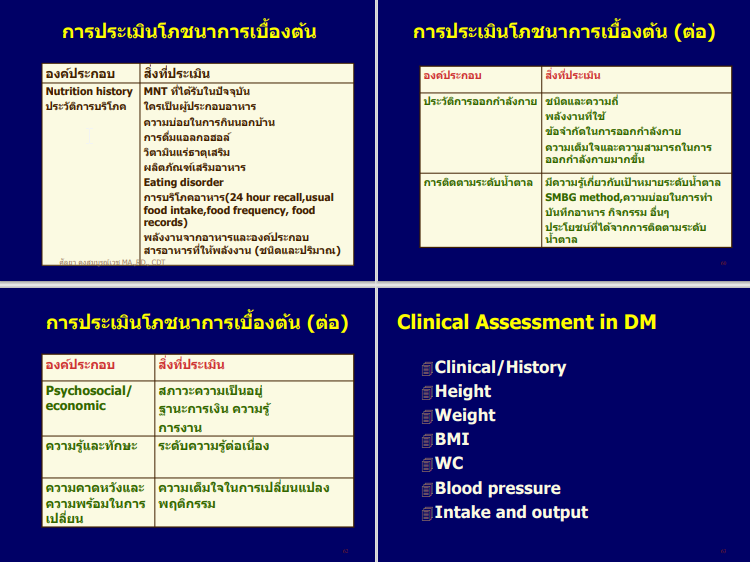 การประเมินโภชนาการเบื้องต้น
องค์ประกอบ สิ่งที่ประเมิน
Nutrition history MNT ที่ได้รับในปัจจุบัน
ประวัติการบริโภค ใครเป็นผู้ประกอบอาหาร
ความบ่อยในการกินนอกบ้าน
การดื่มแอลกอฮอล์
วิตามินแร่ธาตุเสริม
ผลิตภัณฑ์เสริมอาหาร
Eating disorder
การบริโภคอาหาร(24 hour recall,usual
food intake,food frequency, food
records)
พลังงานจากอาหารและองค์ประกอบ
สารอาหารที่ให้พลังงาน (ชนิดและปริมาณ)
MA, RD, CDT
การประเมินโภชนาการเบื้องต้น (ต่อ)
องค์ประกอบ สิ่งที่ประเมิน
ประวัติการออกกำลังกาย ชนิดและความถี่
พลังงานที่ใช้
ข้อจำกัดในการออกกำลังกาย
ความเต็มใจและความสามารถในการ
ออกกำลังกายมากขึ้น
การติดตามระดับน้ำตาล มีความรู้เกี่ยวกับเป้าหมายระดับน้ำตาล
SMBG method,ความบ่อยในการทำ
บันทึกอาหาร กิจกรรม อื่นๆ
ประโยชน์ที่ได้จากการติดตามระดับ
น้ำตาล
การประเมินโภชนาการเบื้องต้น (ต่อ)
องค์ประกอบ สิ่งที่ประเมิน
Psychosocial/ สภาวะความเป็นอยู่
economic ฐานะการเงิน ความรู้
การงาน
ความรู้และทักษะ ระดับความรู้ต่อเนื่อง
ความคาดหวังและ ความเต็มใจในการเปลี่ยนแปลง
ความพร้อมในการ พฤติกรรม
เปลี่ยน
Clinical Assessment in DM
Clinical/History
Height
Weight
BMI
WC
Blood pressure
Intake and output